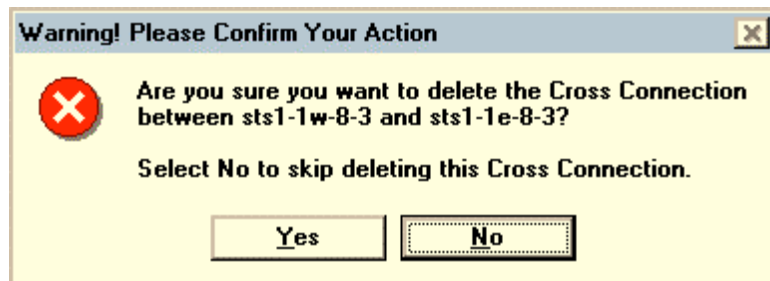 Warning! Please Confirm Your Action
Are you sure you want to delete the Cross Connection
between sts1-1w-8-3 and sts1-1e-8-3?
Select No to skip deleting this Cross Connection.
Yes No